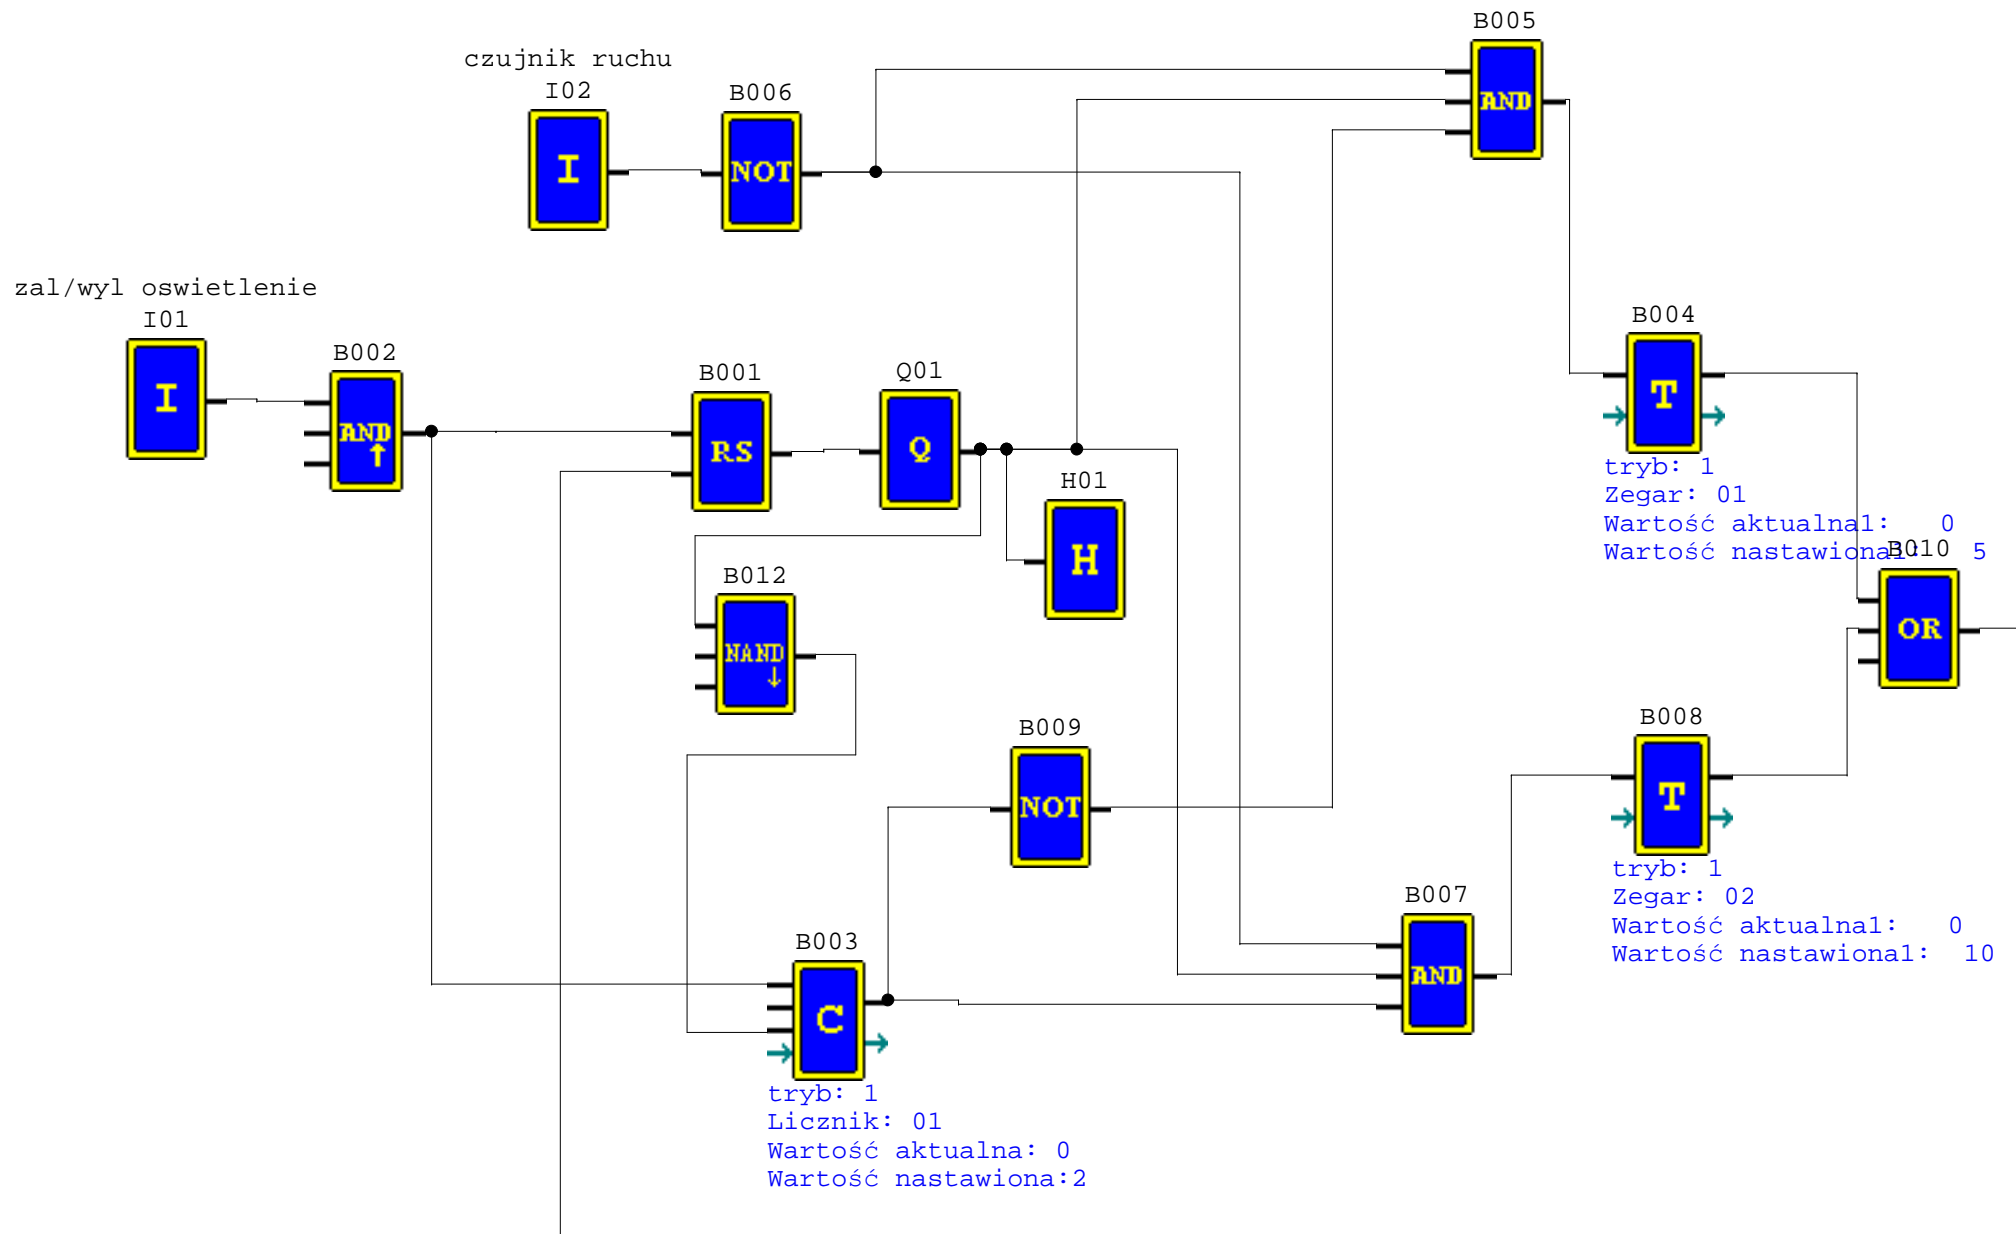 B005
czujnik ruchu
I02
B006
AND
I
NOT
zal/wyl oswietlenie
I01
B002
B001
Q01
B004
I
AND
RS
Q
T
H01
tryb: 1
Zegar: 01
Wartość aktualna1: 0
Wartość nastawiona1: 5
B010
H
B012
NAND
OR
B009
B008
NOT
T
tryb: 1
Zegar: 02
Wartość aktualna1: 0
Wartość nastawiona1: 10
B007
B003
AND
C
tryb: 1
Licznik: 01
Wartość aktualna: 0
Wartość nastawiona:2